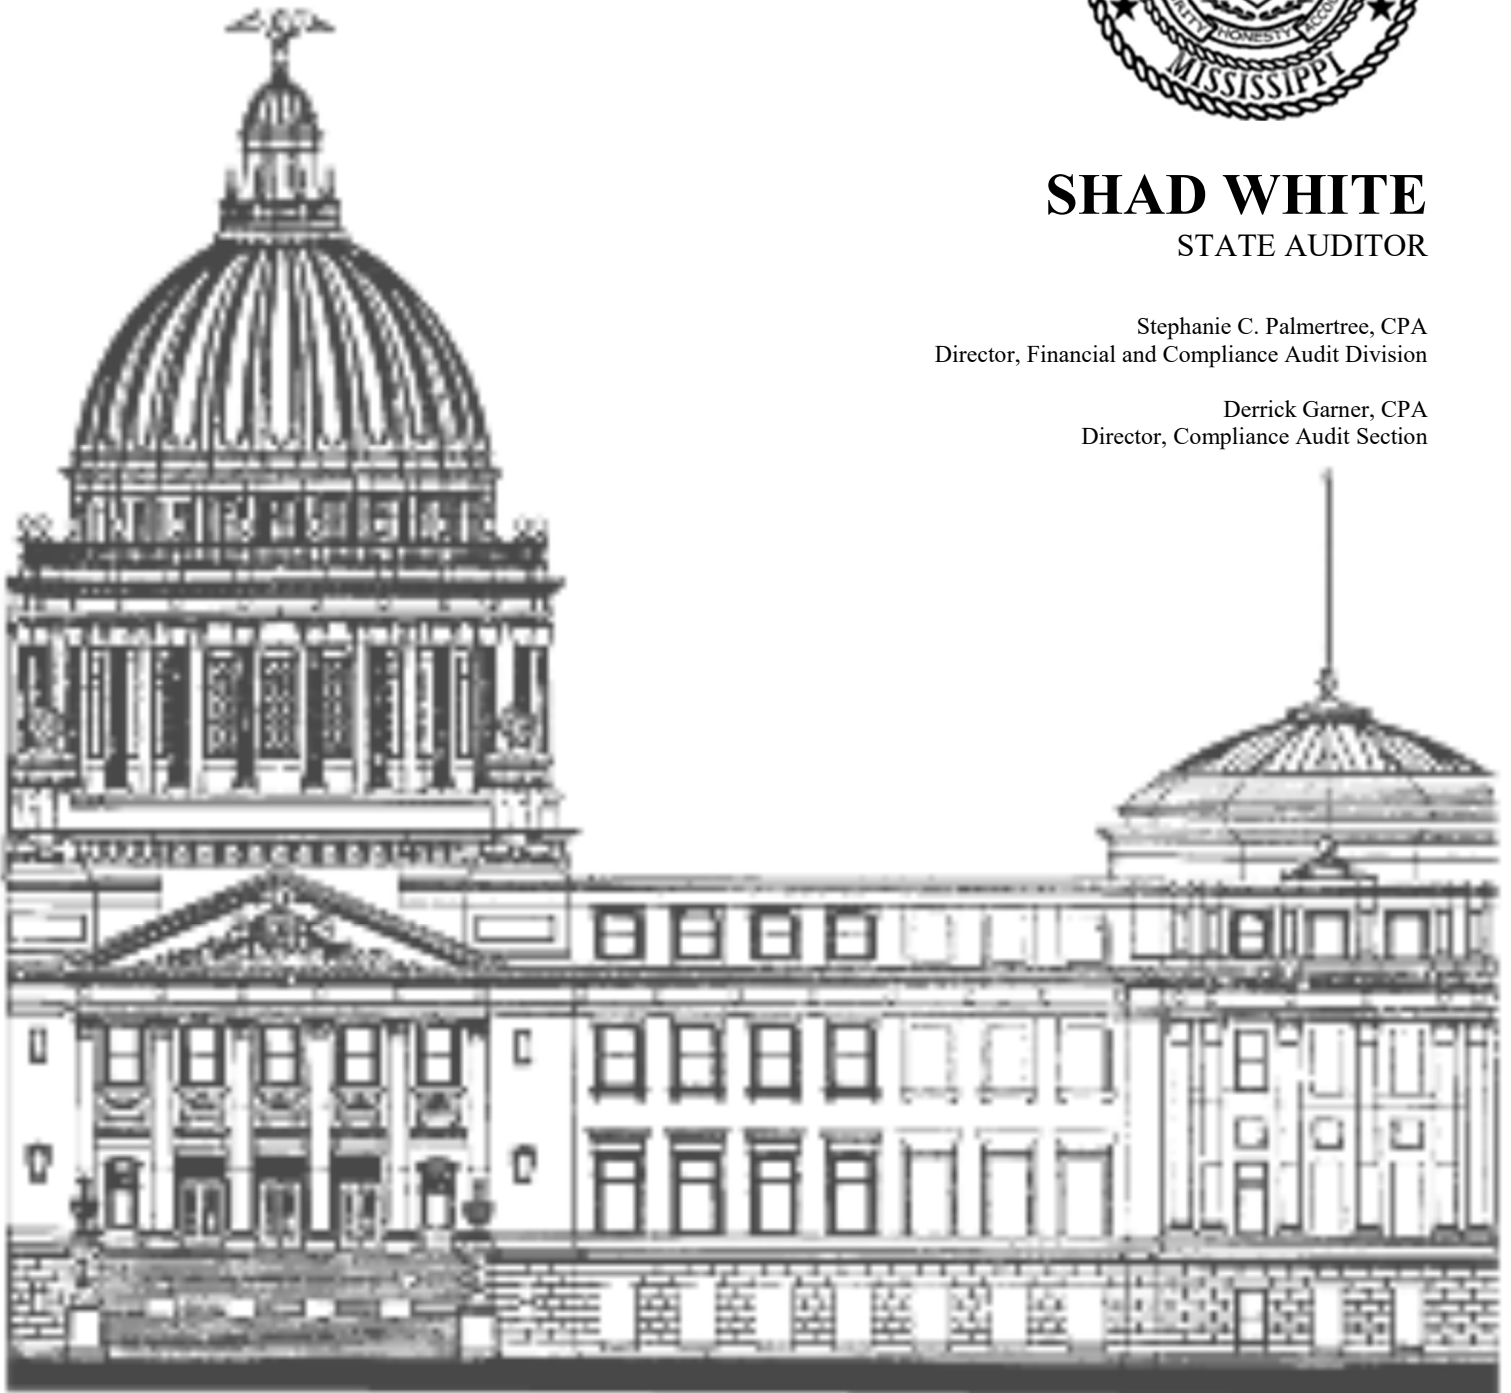 HONESTY
MISSISSIPPI
SHAD WHITE
STATE AUDITOR
Stephanie C. Palmertree, CPA
Director, Financial and Compliance Audit Division
Derrick Garner, CPA
Director, Compliance Audit Section